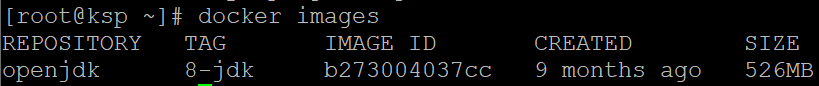 [root@ksp ~]# docker images
REPOSITORY TAG IMAGE ID CREATED SIZE
openjdk 8-jdk b273004037cc 9 months ago 526MB